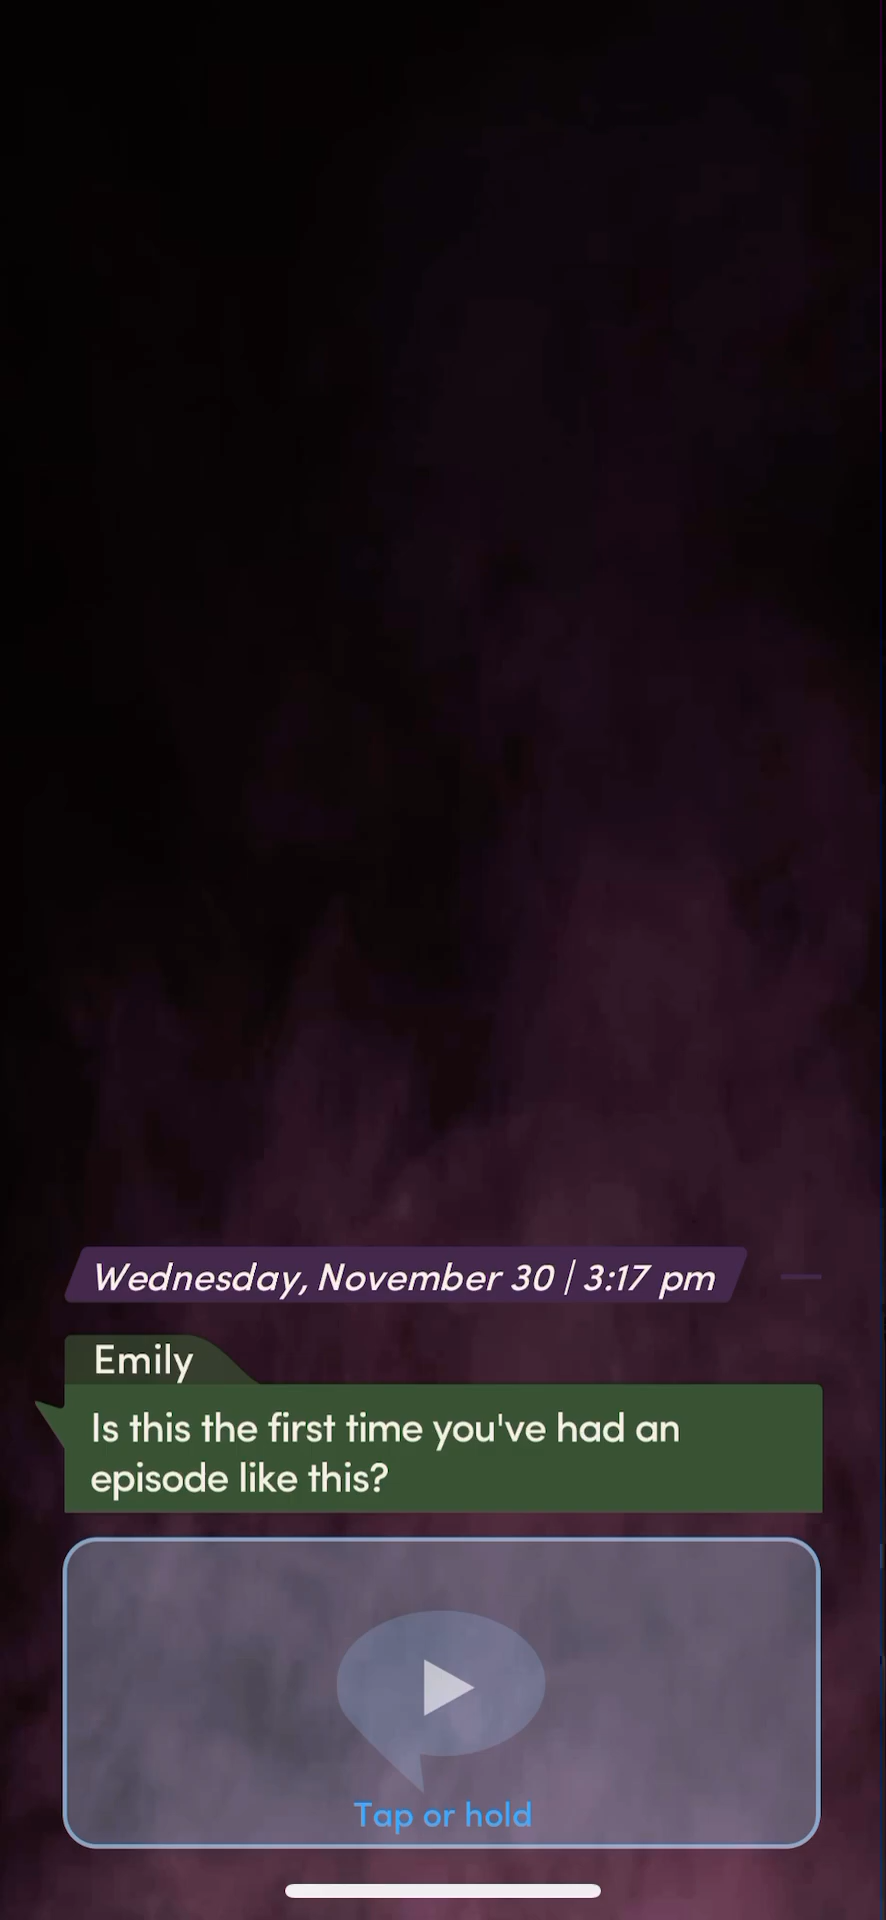 Wednesday, November 30 | 3:17 pm
Emily
Is this the first time you've had an
episode like this?
Tap or hold